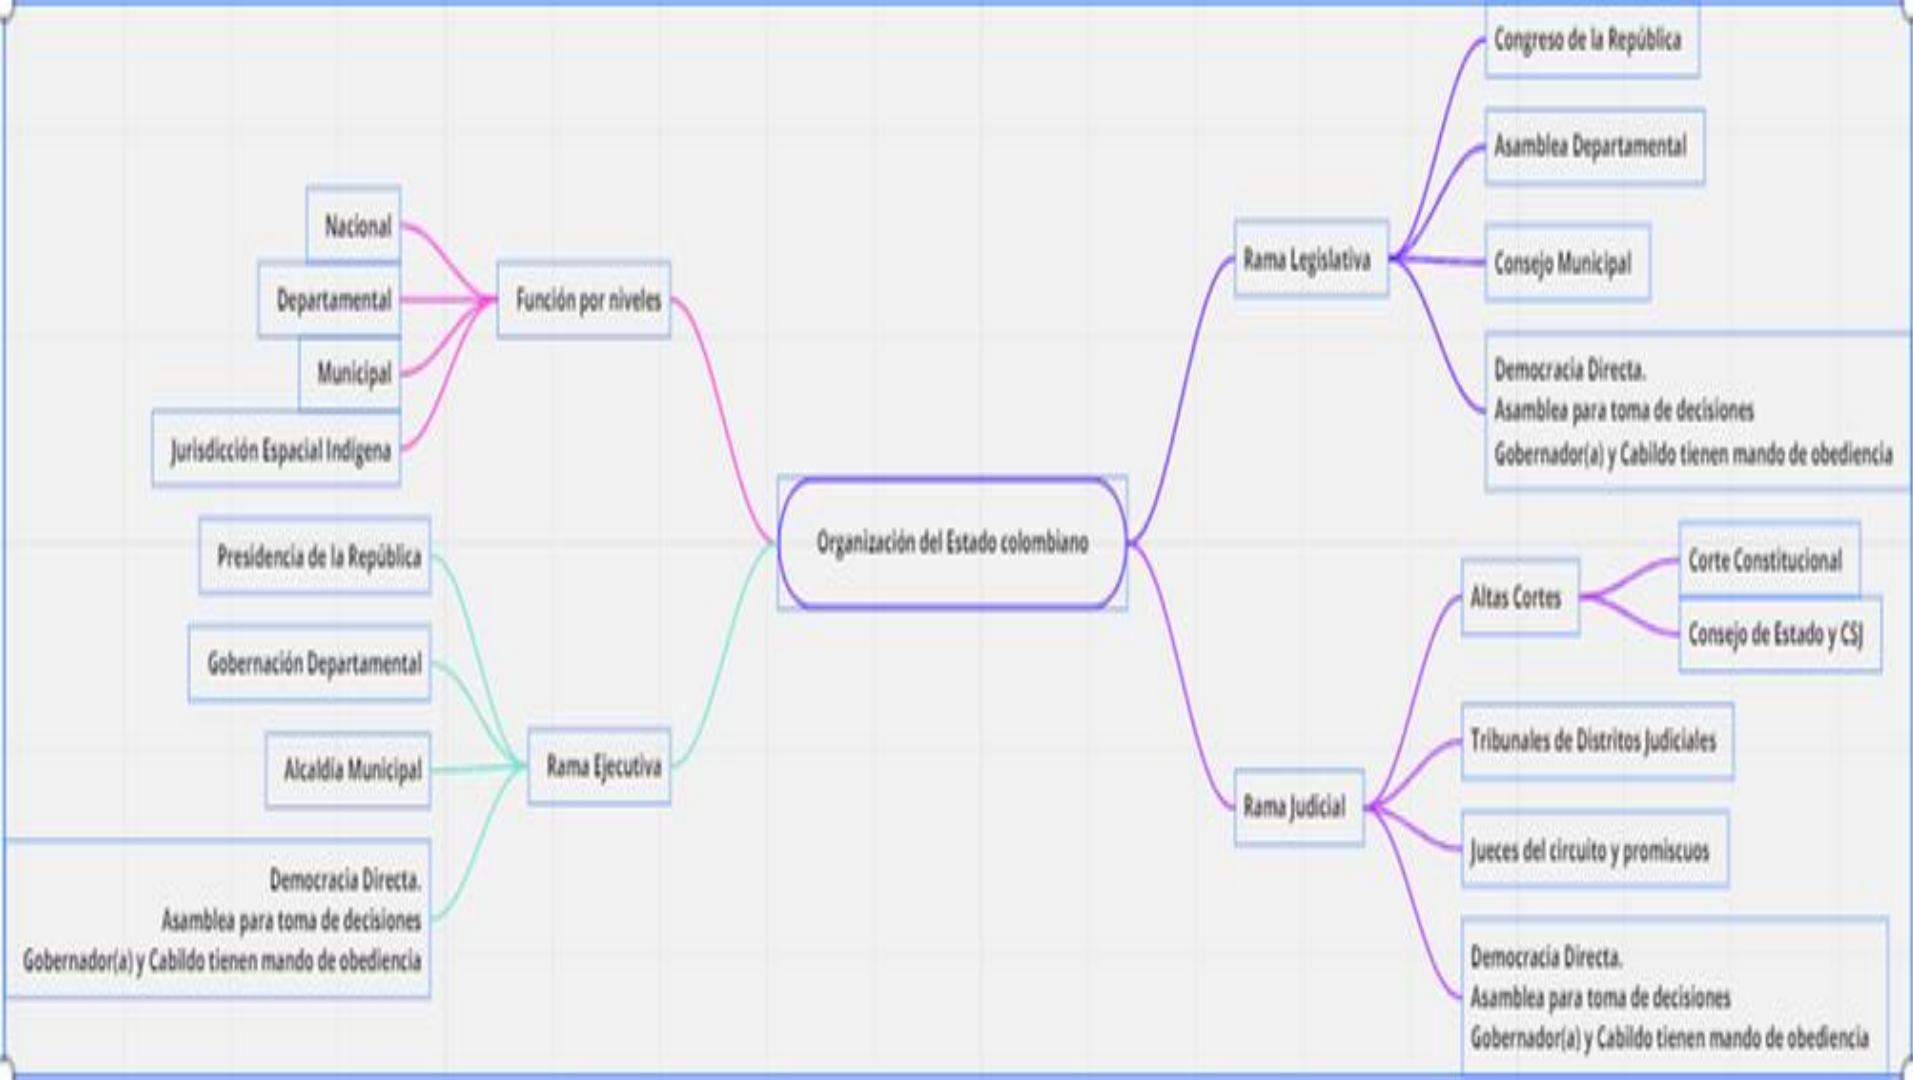 Organización del Estado colombiano
Función por niveles
Nacional
Departamental
Municipal
Jurisdicción Espacial Indígena
Rama Ejecutiva
Presidencia de la República
Gobernación Departamental
Alcaldía Municipal
Democracia Directa.
Asamblea para toma de decisiones
Gobernador(a) y Cabildo tienen mando de obediencia
Rama Legislativa
Congreso de la República
Asamblea Departamental
Consejo Municipal
Democracia Directa.
Asamblea para toma de decisiones
Gobernador(a) y Cabildo tienen mando de obediencia
Rama Judicial
Altas Cortes
Corte Constitucional
Consejo de Estado y CSJ
Tribunales de Distritos Judiciales
Jueces del circuito y promiscuos
Democracia Directa.
Asamblea para toma de decisiones
Gobernador(a) y Cabildo tienen mando de obediencia